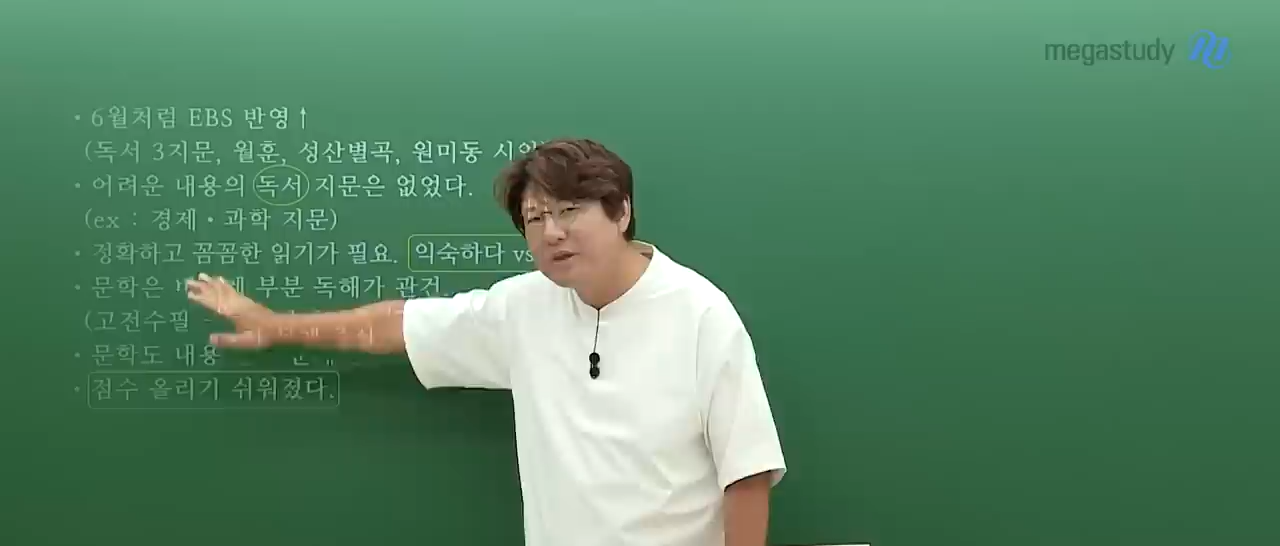 megastudy
• 6월처럼 EBS 반영↑
(독서 3지문, 월훈, 성산별곡, 원미동
• 어려운 내용의 독서 지문은 없었다.
(ex : 경제·과학 지문)
• 정확하고 꼼꼼한 읽기가 필요. 익숙하다 vs
• 문학은 부분 독해가 관건.
(고전수필 -
• 문학도 내용
• 점수 올리기 쉬워졌다.